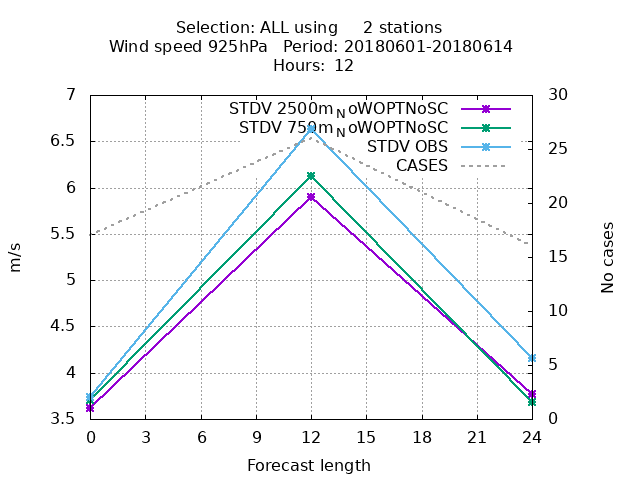 Selection: ALL using     2 stations
Wind speed 925hPa   Period: 20180601-20180614
Hours: 12
7
6.5
6
5.5
5
4.5
4
3.5
30
25
20
15
10
5
0
STDV 2500m_NoWOPTNoSC
STDV 750m_NoWOPTNoSC
STDV OBS
CASES
m/s
No cases
0 3 6 9 12 15 18 21 24
Forecast length